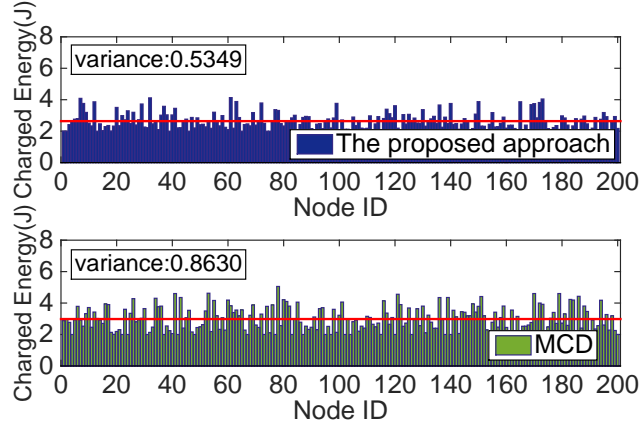 8
variance:0.5349
6
4
2
The proposed approach
0
0 20 40 60 80 100 120 140 160 180 200
Node ID
Charged Energy(J)
8
variance:0.8630
6
4
2
MCD
0
0 20 40 60 80 100 120 140 160 180 200
Node ID
Charged Energy(J)